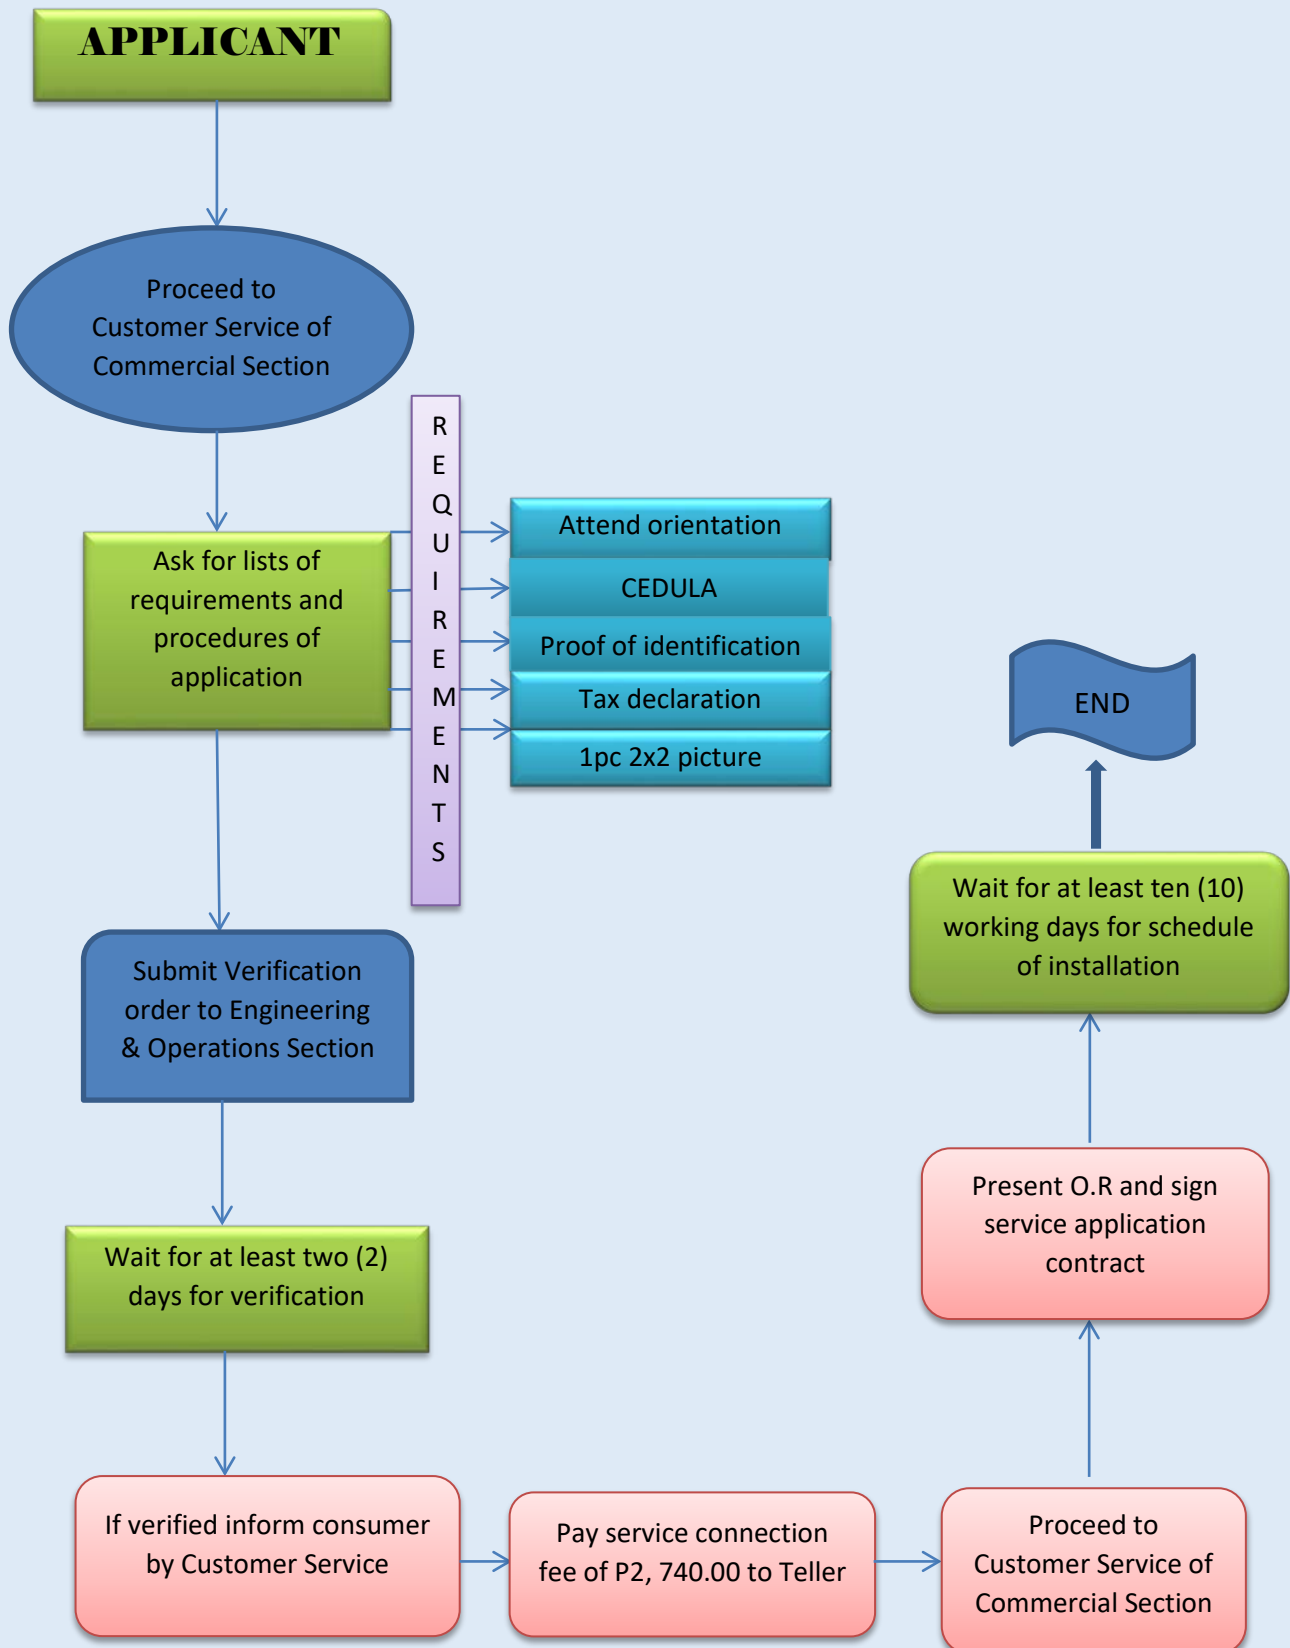 APPLICANT
Proceed to
Customer Service of
Commercial Section
R
E
Q
U
I
R
E
M
E
N
T
S
Ask for lists of
requirements and
procedures of
application
Attend orientation
CEDULA
Proof of identification
Tax declaration
1pc 2x2 picture
Submit Verification
order to Engineering
& Operations Section
Wait for at least two (2)
days for verification
If verified inform consumer
by Customer Service
Pay service connection
fee of P2, 740.00 to Teller
Proceed to
Customer Service of
Commercial Section
Present O.R and sign
service application
contract
Wait for at least ten (10)
working days for schedule
of installation
END